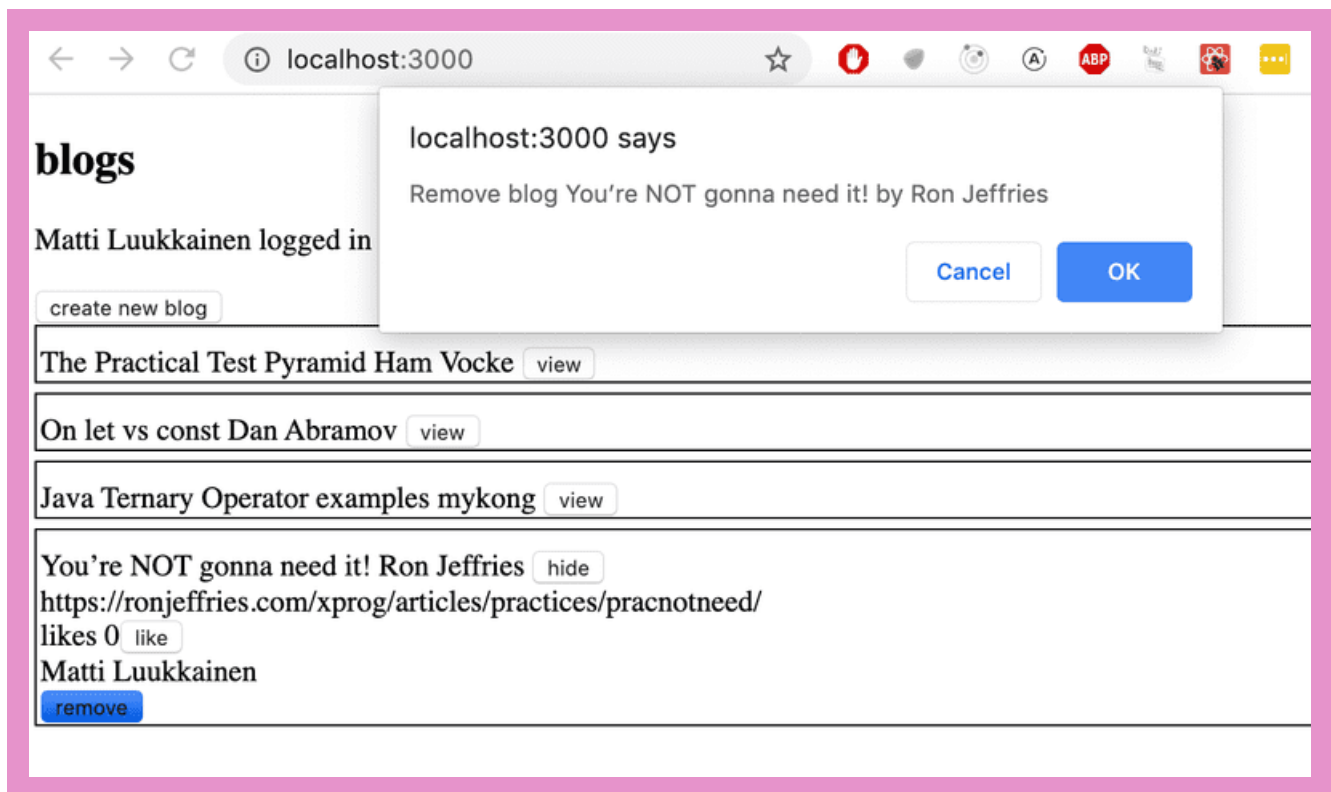 localhost:3000
ABP
localhost:3000 says
Remove blog You’re NOT gonna need it! by Ron Jeffries
Cancel OK
blogs
Matti Luukkainen logged in
create new blog
The Practical Test Pyramid Ham Vocke view
On let vs const Dan Abramov view
Java Ternary Operator examples mykong view
You’re NOT gonna need it! Ron Jeffries hide
https://ronjeffries.com/xprog/articles/practices/pracnotneed/
likes 0 like
Matti Luukkainen
remove